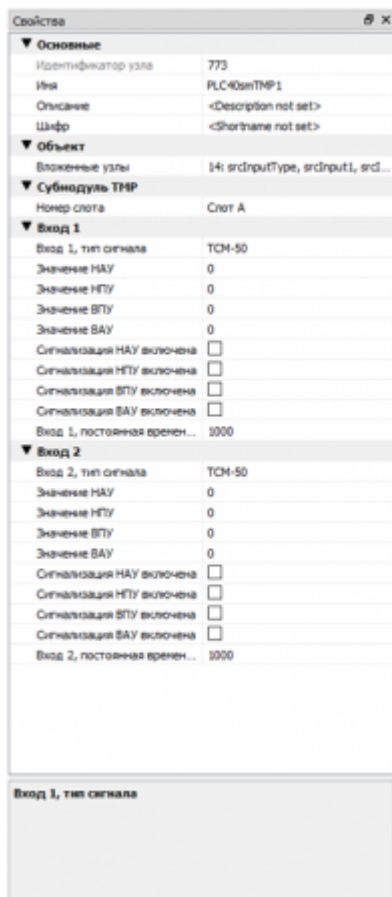 Свойства
Основные
Идентификатор узла 773
Имя PLC40smTMP1
Описание <Description not set>
Шифр <Shortname not set>
Объект
Вложенные узлы 14: srcInputType, srcInput1, srcI...
Субмодуль TMP
Номер слота Слот A
Вход 1
Вход 1, тип сигнала ТСМ-50
Значение НАУ 0
Значение НПУ 0
Значение ВПУ 0
Значение ВАУ 0
Сигнализация НАУ включена
Сигнализация НПУ включена
Сигнализация ВПУ включена
Сигнализация ВАУ включена
Вход 1, постоянная времен... 1000
Вход 2
Вход 2, тип сигнала ТСМ-50
Значение НАУ 0
Значение НПУ 0
Значение ВПУ 0
Значение ВАУ 0
Сигнализация НАУ включена
Сигнализация НПУ включена
Сигнализация ВПУ включена
Сигнализация ВАУ включена
Вход 2, постоянная времен... 1000
Вход 1, тип сигнала